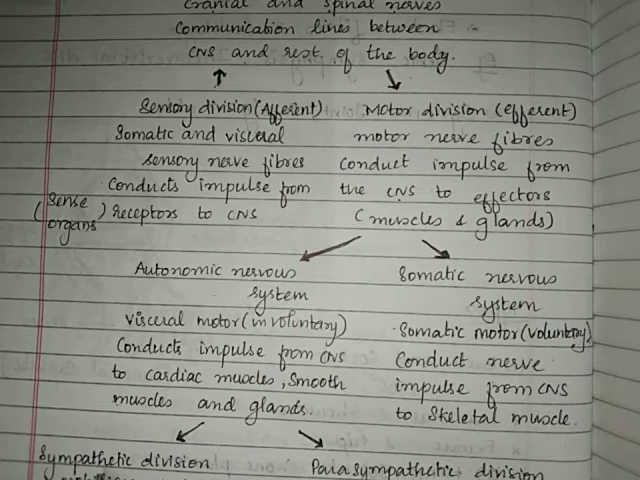 Cranial and spinal nerves
Communication lines between
CNS and rest of the body.
Sensory division (Afferent)
Somatic and visceral
sensory nerve fibres
Conducts impulse from
(Sense organs) receptors to CNS
Motor division (efferent)
motor nerve fibres
Conduct impulse from
the CNS to effectors
(muscles & glands)
Autonomic nervous
system
visceral motor (involuntary)
Conducts impulse from CNS
to cardiac muscles, smooth
muscles and glands.
Somatic nervous
system
Somatic motor (voluntary)
Conduct nerve
impulse from CNS
to skeletal muscle.
Sympathetic division
Parasympathetic division